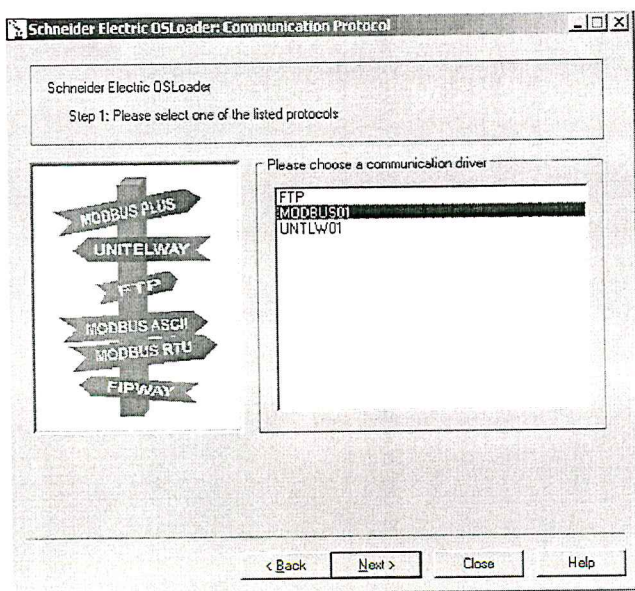 Schneider Electric OSLoader: Communication Protocol
Schneider Electric OSLoader
Step 1: Please select one of the listed protocols
MODBUS PLUS
UNITELWAY
FTP
MODBUS ASCII
MODBUS RTU
FIPWAY
Please choose a communication driver
FTP
MODBUS01
UNTLW01
< Back
Next >
Close
Help